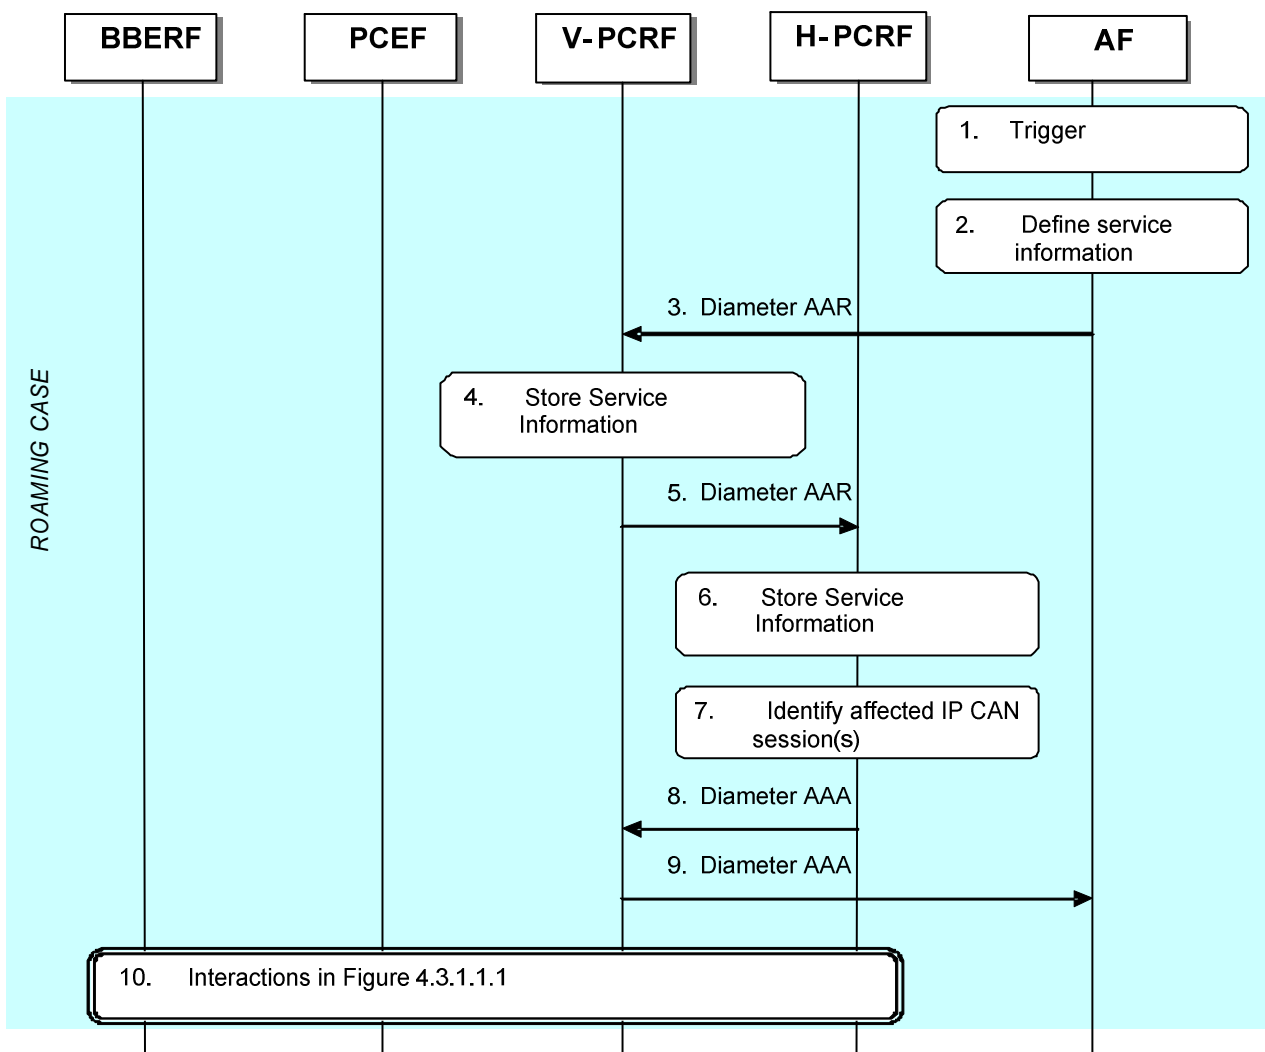 BBERF
PCEF
V-PCRF
H-PCRF
AF
1. Trigger
2. Define service
information
3. Diameter AAR
ROAMING CASE
4. Store Service
Information
5. Diameter AAR
6. Store Service
Information
7. Identify affected IP CAN
session(s)
8. Diameter AAA
9. Diameter AAA
10. Interactions in Figure 4.3.1.1.1